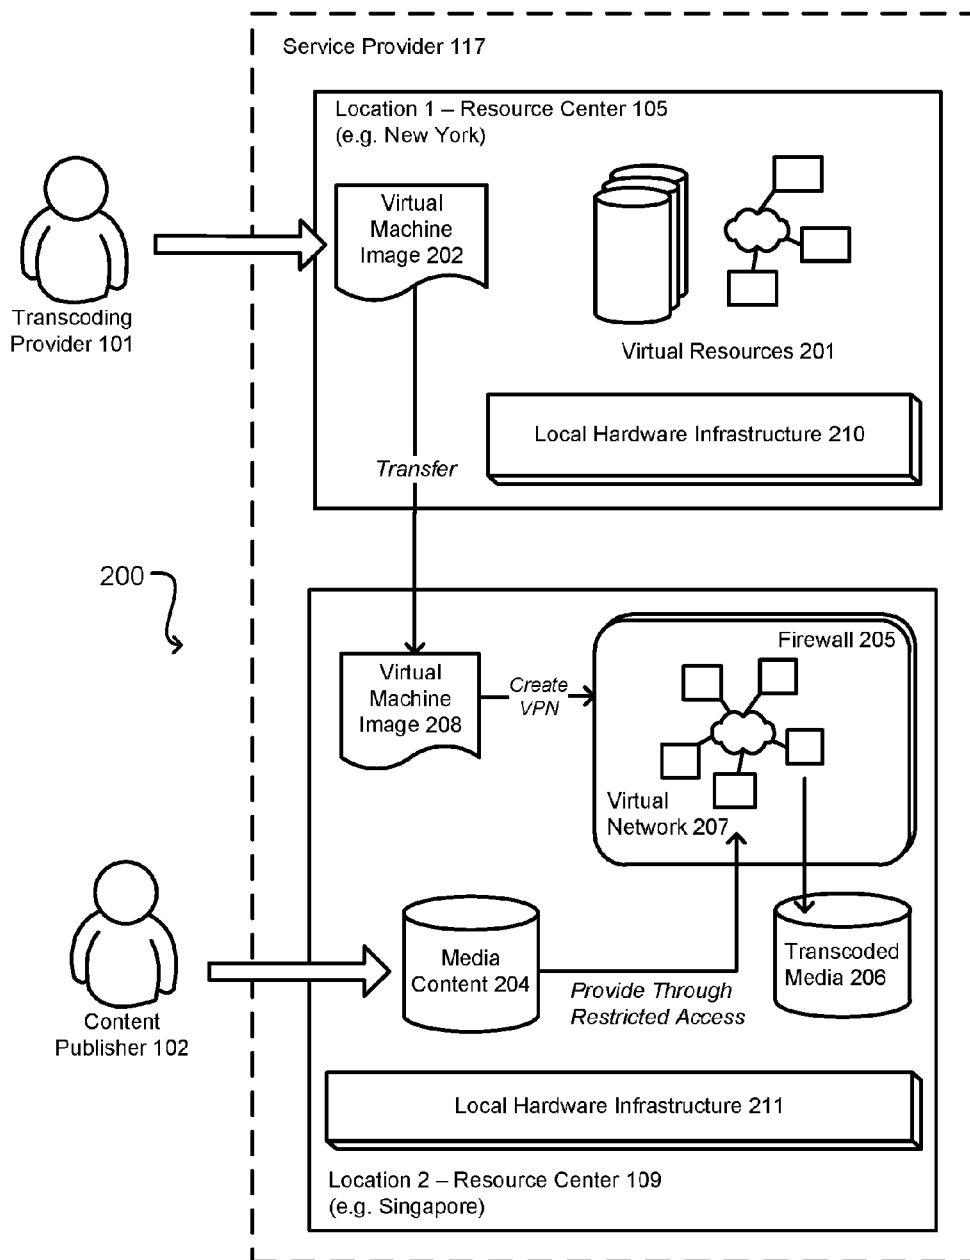 Service Provider 117
Location 1 – Resource Center 105
(e.g. New York)
Virtual
Machine
Image 202
Transcoding
Provider 101
Virtual Resources 201
Local Hardware Infrastructure 210
Transfer
200
Firewall 205
Virtual
Machine
Image 208
Create
VPN
Virtual
Network 207
Media
Content 204
Transcoded
Media 206
Provide Through
Restricted Access
Content
Publisher 102
Local Hardware Infrastructure 211
Location 2 – Resource Center 109
(e.g. Singapore)